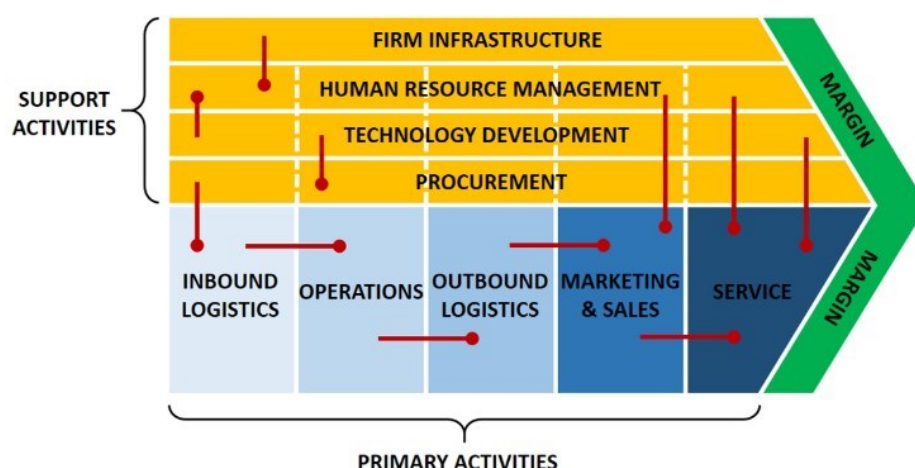 FIRM INFRASTRUCTURE
HUMAN RESOURCE MANAGEMENT
TECHNOLOGY DEVELOPMENT
PROCUREMENT
SUPPORT
ACTIVITIES
MARGIN
MARGIN
INBOUND
LOGISTICS
OPERATIONS
OUTBOUND
LOGISTICS
MARKETING
& SALES
SERVICE
PRIMARY ACTIVITIES